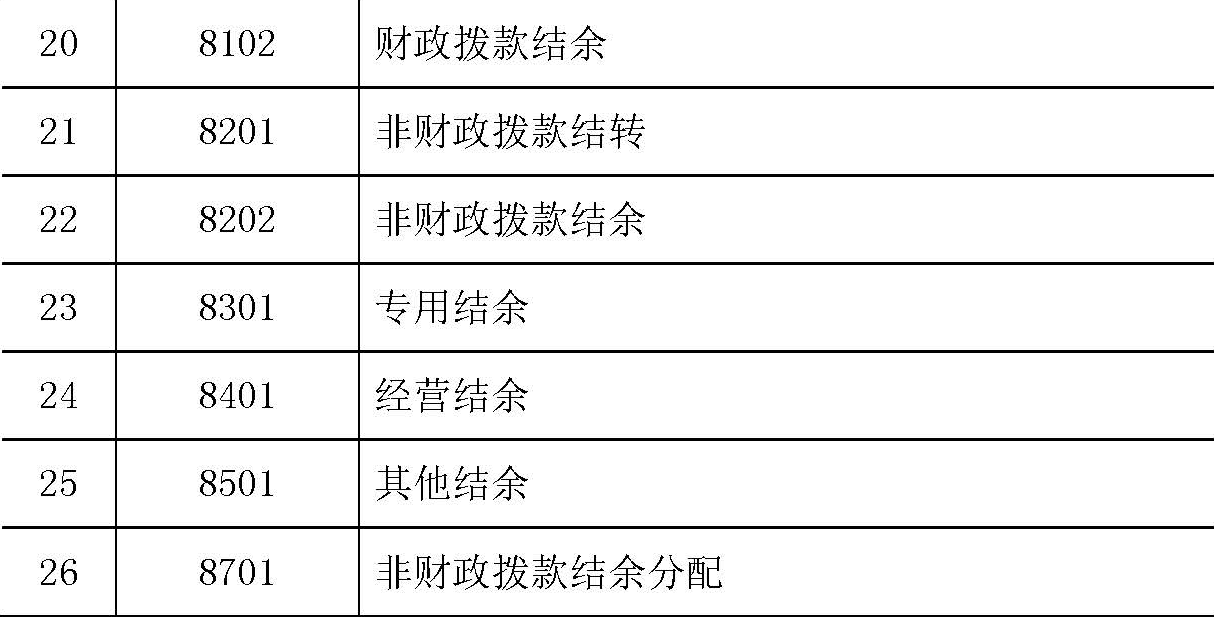 20 8102 财政拨款结余
21 8201 非财政拨款结转
22 8202 非财政拨款结余
23 8301 专用结余
24 8401 经营结余
25 8501 其他结余
26 8701 非财政拨款结余分配